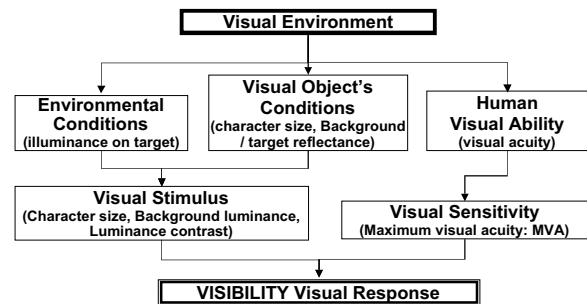 Visual Environment
Environmental
Conditions
(illuminance on target)
Visual Object's
Conditions
(character size, Background
/ target reflectance)
Human
Visual Ability
(visual acuity)
Visual Stimulus
(Character size, Background luminance,
Luminance contrast)
Visual Sensitivity
(Maximum visual acuity: MVA)
VISIBILITY Visual Response